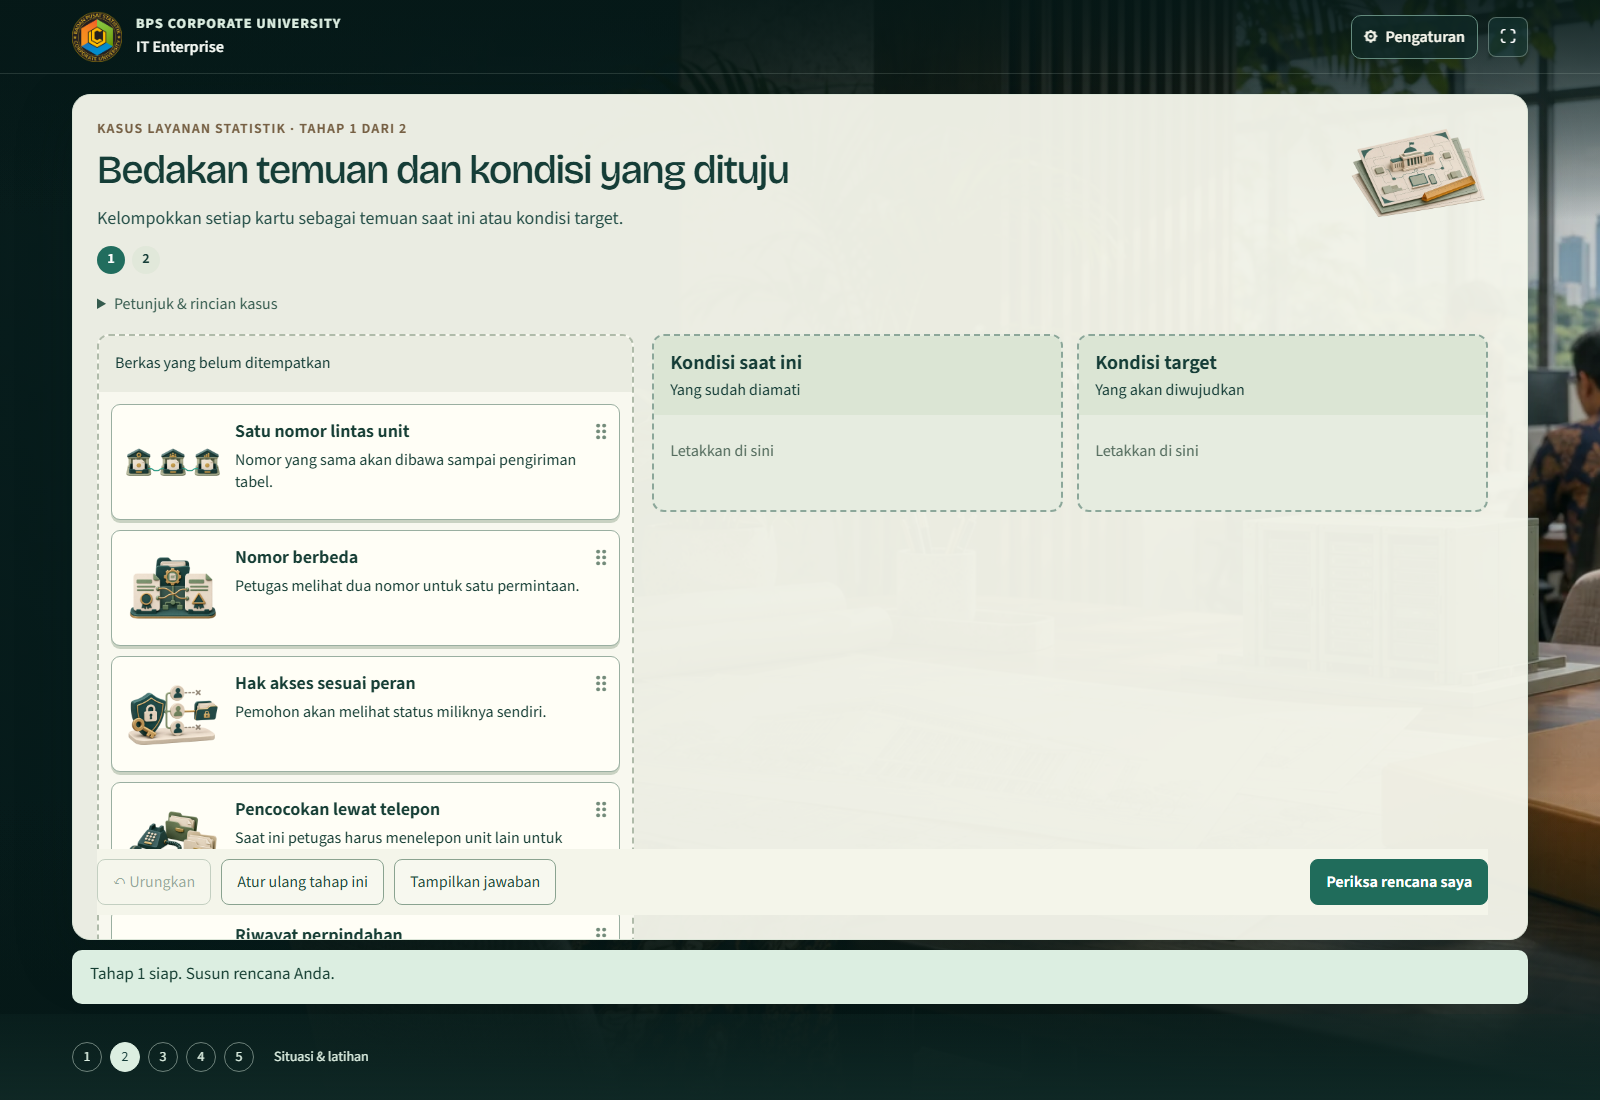 BPS CORPORATE UNIVERSITY
IT Enterprise
Pengaturan
KASUS LAYANAN STATISTIK · TAHAP 1 DARI 2
Bedakan temuan dan kondisi yang dituju
Kelompokkan setiap kartu sebagai temuan saat ini atau kondisi target.
1 2
Petunjuk & rincian kasus
Berkas yang belum ditempatkan
Satu nomor lintas unit
Nomor yang sama akan dibawa sampai pengiriman
tabel.
Nomor berbeda
Petugas melihat dua nomor untuk satu permintaan.
Hak akses sesuai peran
Pemohon akan melihat status miliknya sendiri.
Pencocokan lewat telepon
Saat ini petugas harus menelepon unit lain untuk
Riwayat perpindahan
Kondisi saat ini
Yang sudah diamati
Letakkan di sini
Kondisi target
Yang akan diwujudkan
Letakkan di sini
Urungkan
Atur ulang tahap ini
Tampilkan jawaban
Periksa rencana saya
Tahap 1 siap. Susun rencana Anda.
1 2 3 4 5 Situasi & latihan